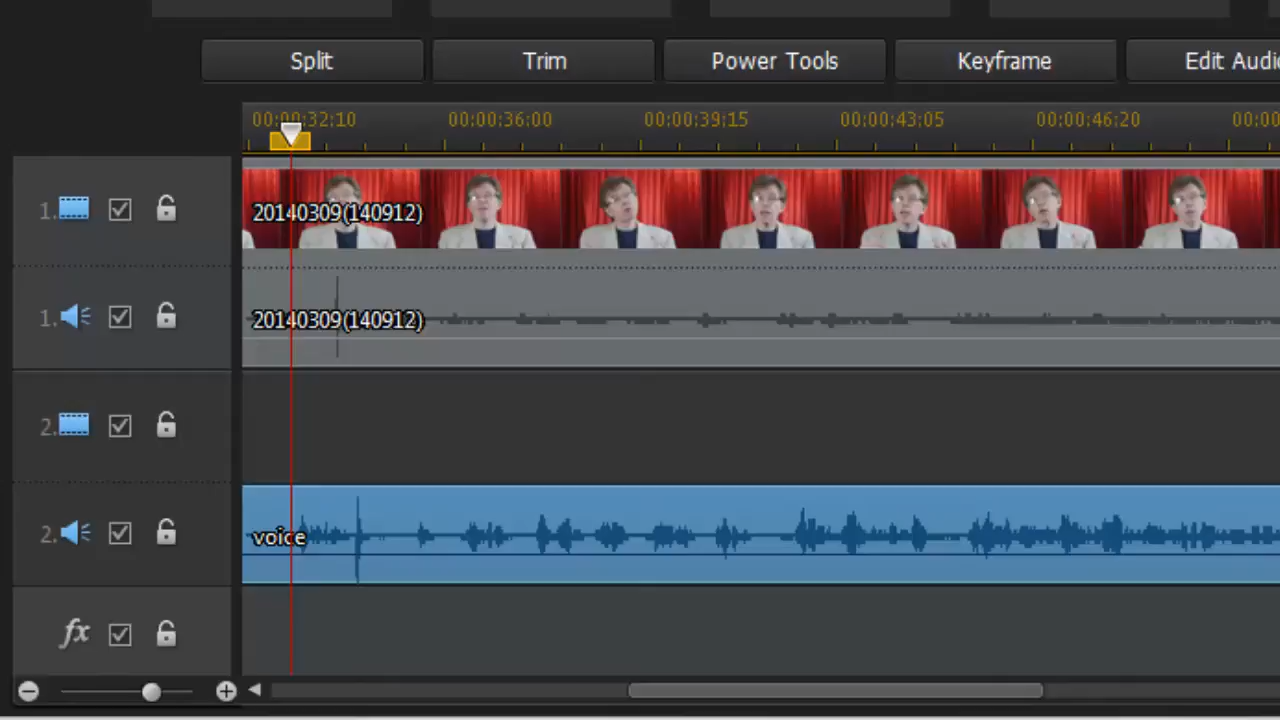 Split Trim Power Tools Keyframe Edit Audi
00:00:32:10 00:00:36:00 00:00:39:15 00:00:43:05 00:00:46:20 00:00
1. 20140309(140912)
1. 20140309(140912)
2.
2. voice
fx